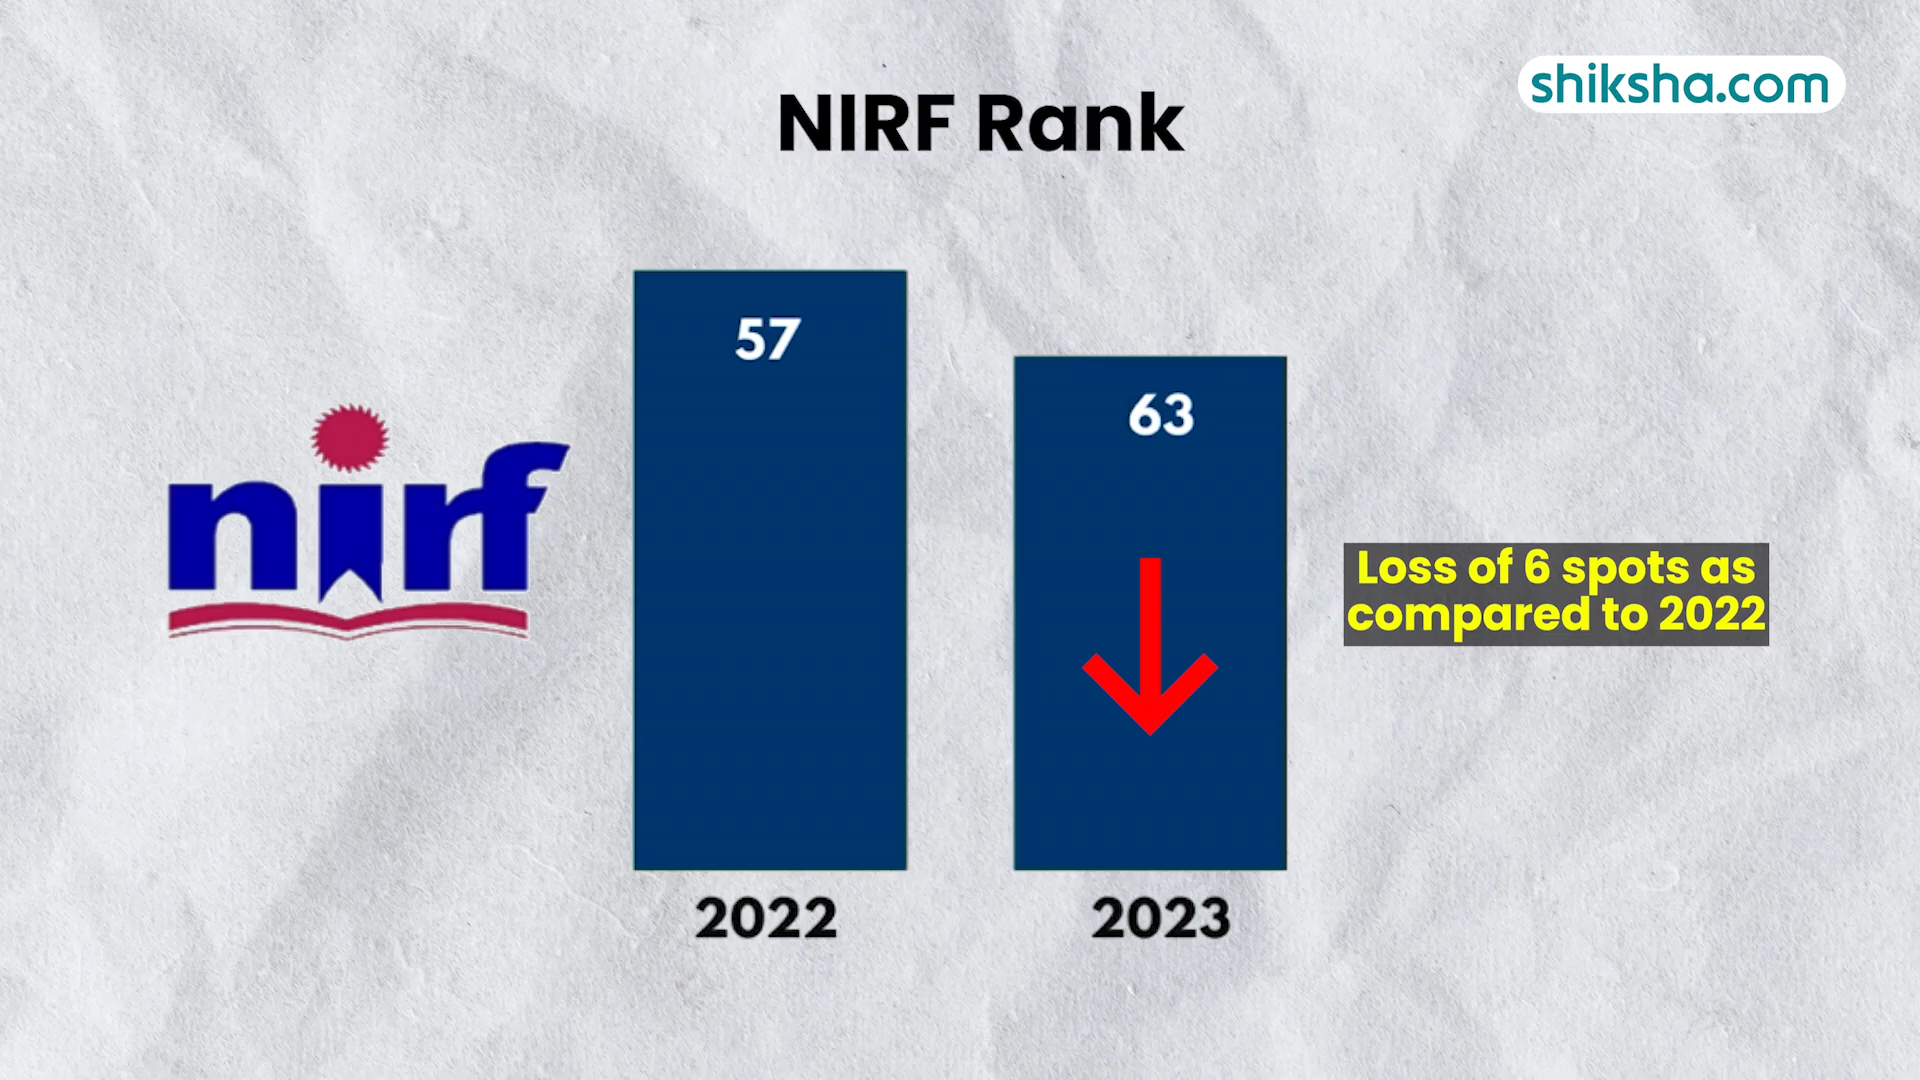 shiksha.com
NIRF Rank
57
63
nirf
Loss of 6 spots as
compared to 2022
2022
2023